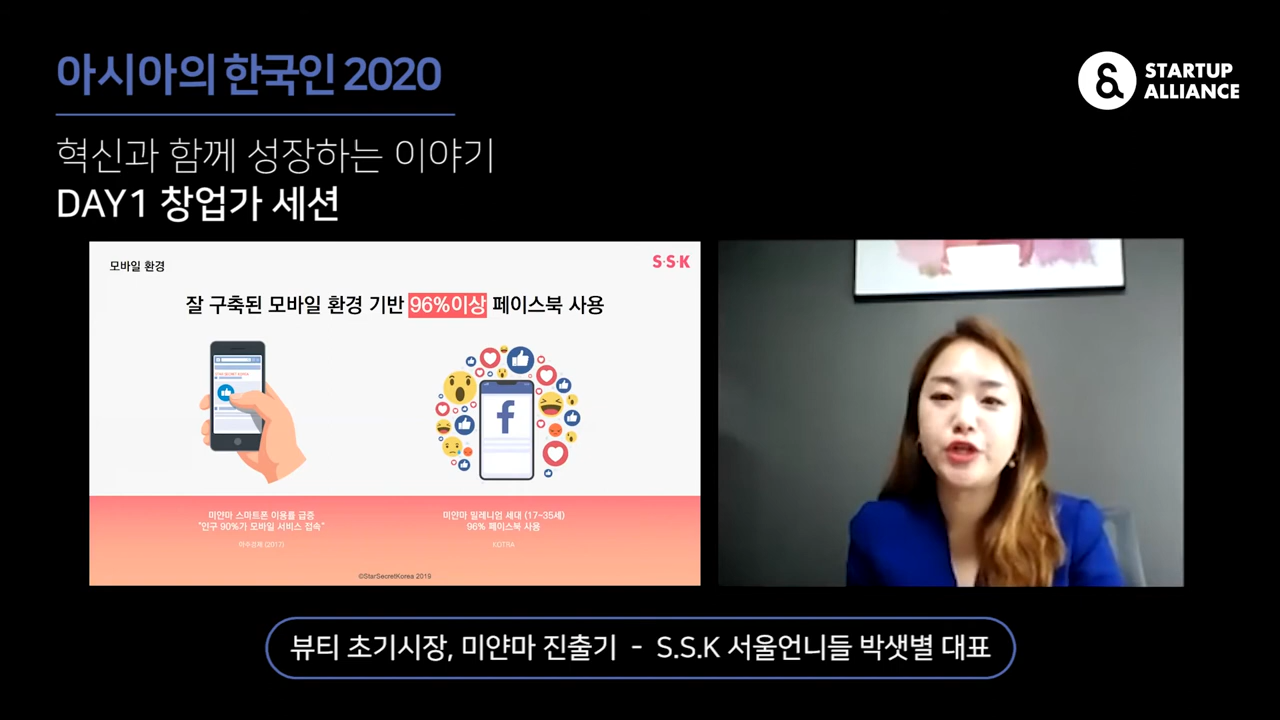 아시아의 한국인 2020
STARTUP
ALLIANCE
혁신과 함께 성장하는 이야기
DAY1 창업가 세션
모바일 환경
S·S·K
잘 구축된 모바일 환경 기반 96%이상 페이스북 사용
미얀마 스마트폰 이용률 급증
"인구 90%가 모바일 서비스 접속"
아주경제 (2017)
미얀마 밀레니엄 세대 (17-35세)
96% 페이스북 사용
KOTRA
©StarSecretKorea 2019
뷰티 초기시장, 미얀마 진출기 - S.S.K 서울언니들 박샛별 대표